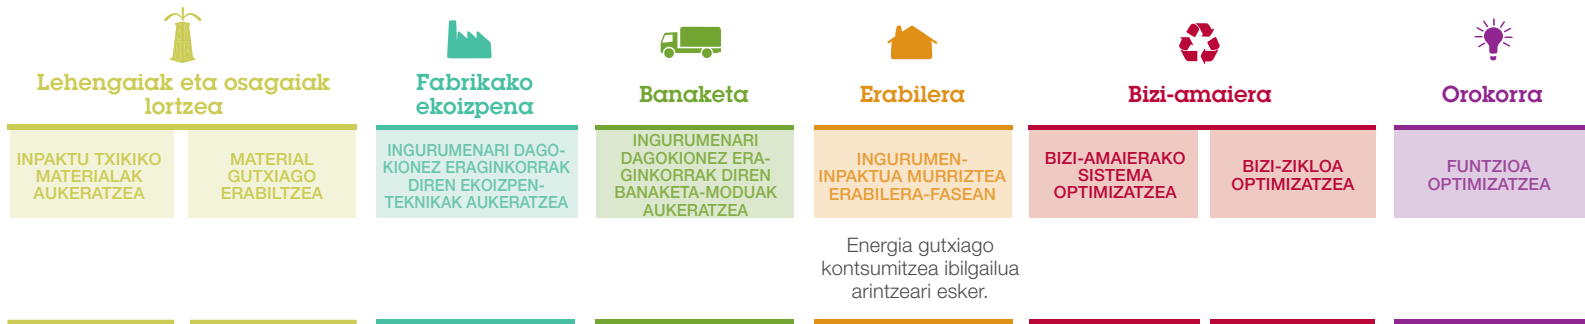 Lehengaiak eta osagaiak
lortzea
Fabrikako
ekoizpena
Banaketa
Erabilera
Bizi-amaiera
Orokorra
INPAKTU TXIKIKO
MATERIALAK
AUKERATZEA
MATERIAL
GUTXIAGO
ERABILTZEA
INGURUMENARI DAGO-
KIONEZ ERAGINKORRAK
DIREN EKOIZPEN-
TEKNIKAK AUKERATZEA
INGURUMENARI
DAGOKIONEZ ERA-
GINKORRAK DIREN
BANAKETA-MODUAK
AUKERATZEA
INGURUMEN-
INPAKTUA MURRIZTEA
ERABILERA-FASEAN
BIZI-AMAIERAKO
SISTEMA
OPTIMIZATZEA
BIZI-ZIKLOA
OPTIMIZATZEA
FUNTZIOA
OPTIMIZATZEA
Energia gutxiago
kontsumitzea ibilgailua
arintzeari esker.